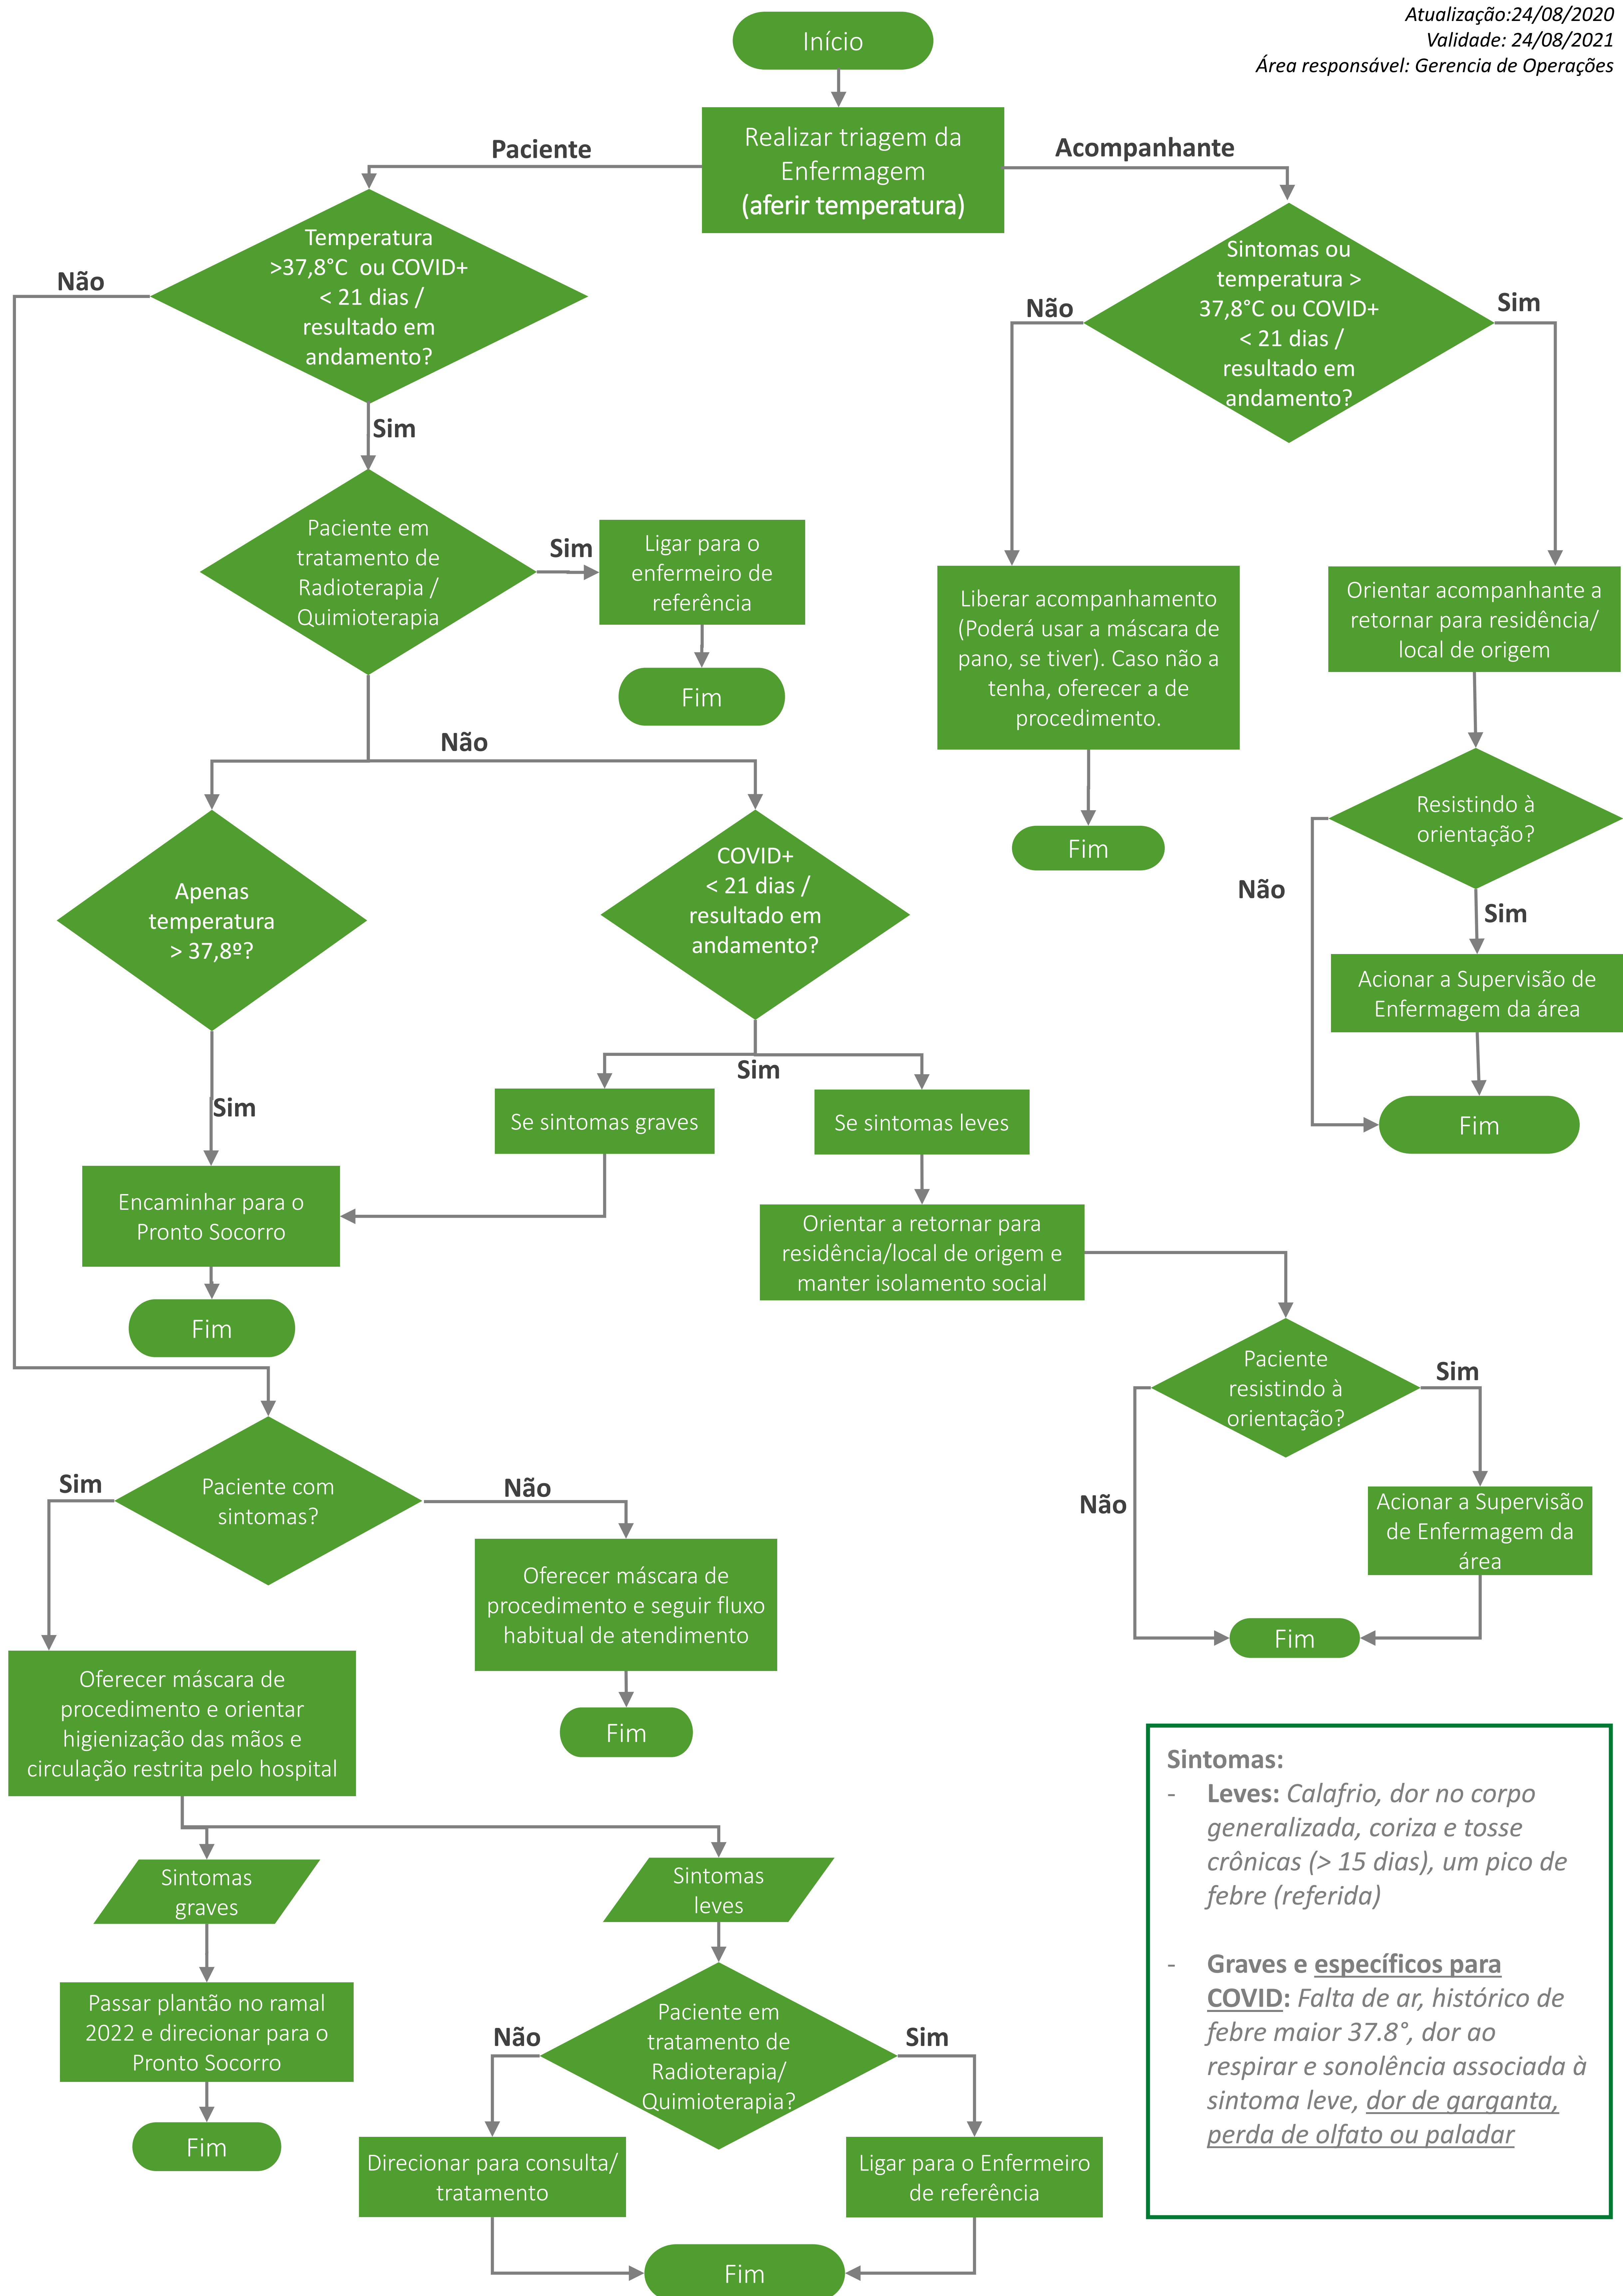 Atualização:24/08/2020
Validade: 24/08/2021
Área responsável: Gerencia de Operações
Início
Realizar triagem da
Enfermagem
(aferir temperatura)
Paciente
Acompanhante
Temperatura
>37,8°C ou COVID+
< 21 dias /
resultado em
andamento?
Não
Sim
Sintomas ou
temperatura >
37,8°C ou COVID+
< 21 dias /
resultado em
andamento?
Não
Sim
Paciente em
tratamento de
Radioterapia /
Quimioterapia
Sim
Ligar para o
enfermeiro de
referência
Fim
Não
Liberar acompanhamento
(Poderá usar a máscara de
pano, se tiver). Caso não a
tenha, oferecer a de
procedimento.
Fim
Orientar acompanhante a
retornar para residência/
local de origem
Resistindo à
orientação?
Não
Sim
Acionar a Supervisão de
Enfermagem da área
Fim
Apenas
temperatura
> 37,8º?
Sim
COVID+
< 21 dias /
resultado em
andamento?
Sim
Se sintomas graves
Se sintomas leves
Encaminhar para o
Pronto Socorro
Fim
Orientar a retornar para
residência/local de origem e
manter isolamento social
Paciente
resistindo à
orientação?
Sim
Não
Acionar a Supervisão
de Enfermagem da
área
Fim
Paciente com
sintomas?
Sim
Não
Oferecer máscara de
procedimento e seguir fluxo
habitual de atendimento
Fim
Oferecer máscara de
procedimento e orientar
higienização das mãos e
circulação restrita pelo hospital
Sintomas
graves
Sintomas
leves
Passar plantão no ramal
2022 e direcionar para o
Pronto Socorro
Fim
Paciente em
tratamento de
Radioterapia/
Quimioterapia?
Não
Sim
Direcionar para consulta/
tratamento
Ligar para o Enfermeiro
de referência
Fim
Sintomas:
- Leves: Calafrio, dor no corpo
generalizada, coriza e tosse
crônicas (> 15 dias), um pico de
febre (referida)
- Graves e específicos para
COVID: Falta de ar, histórico de
febre maior 37.8°, dor ao
respirar e sonolência associada à
sintoma leve, dor de garganta,
perda de olfato ou paladar